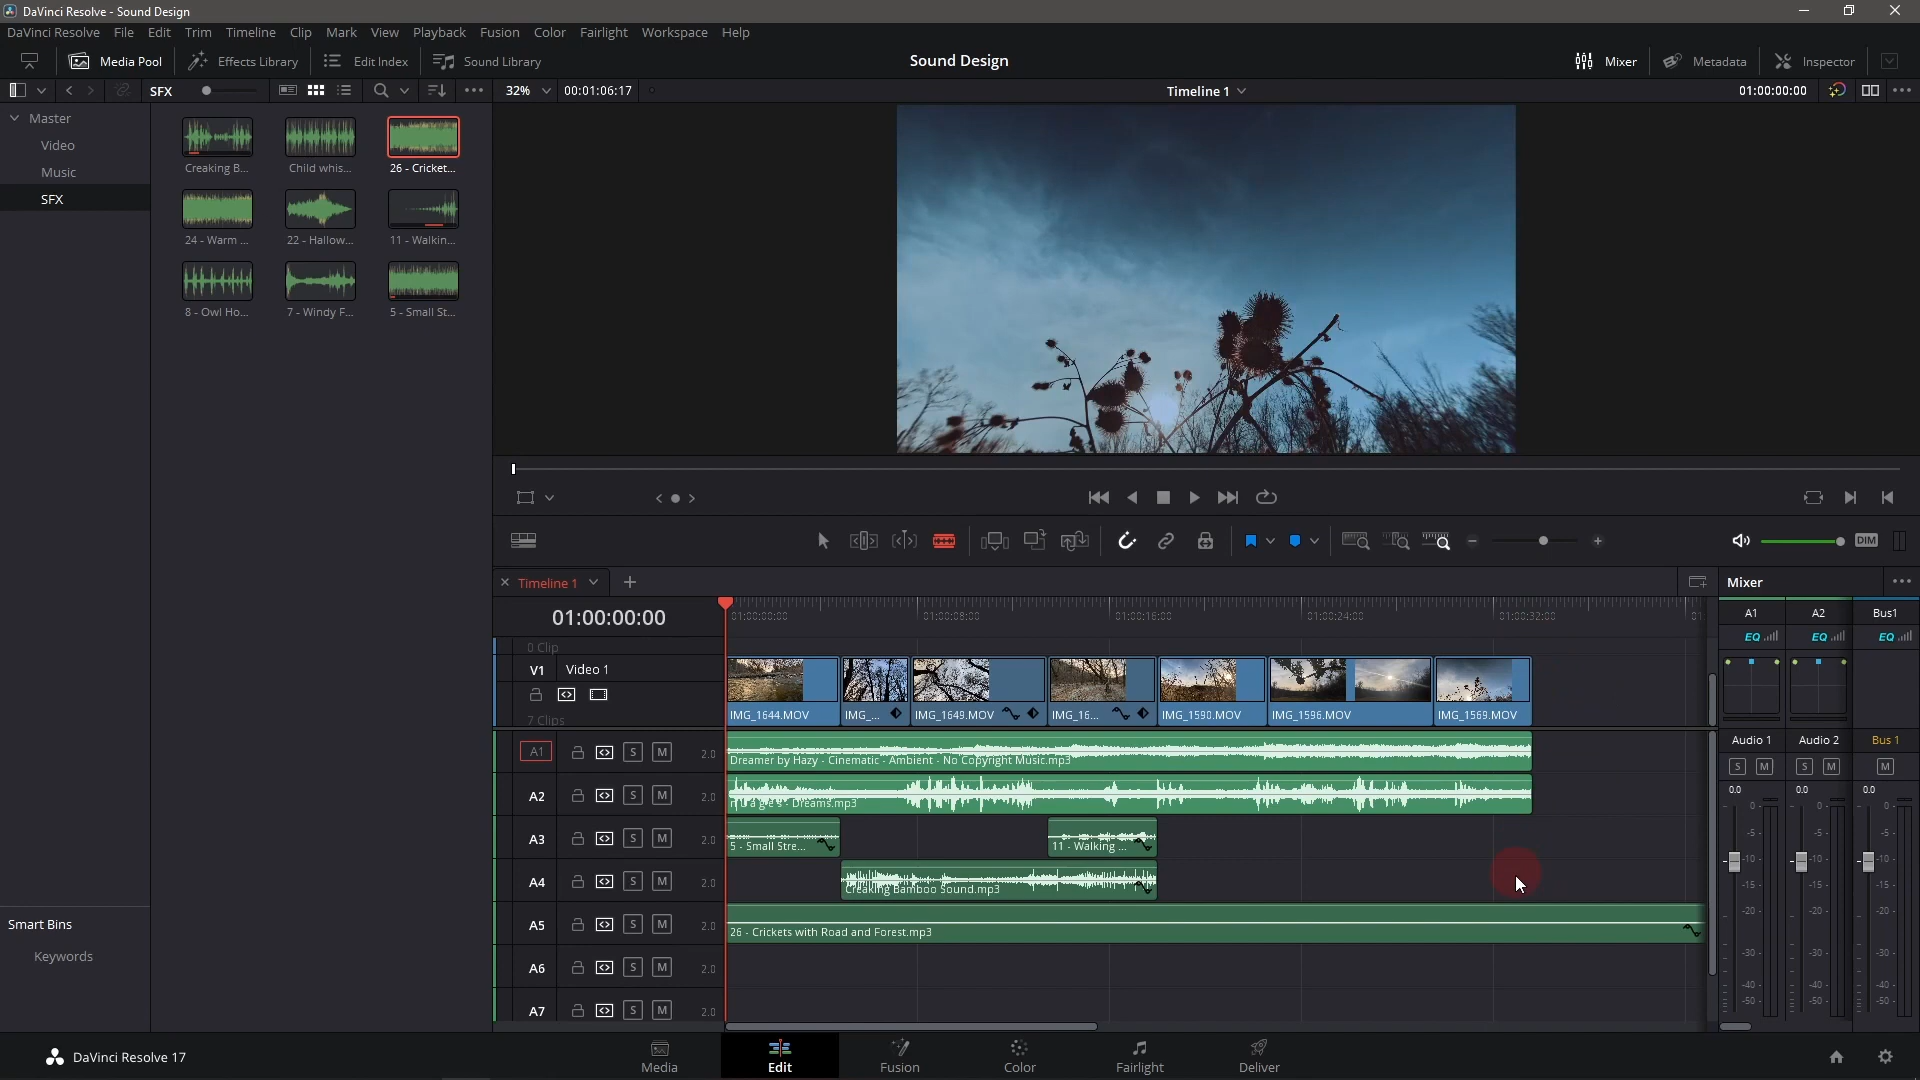 DaVinci Resolve - Sound Design
DaVinci Resolve File Edit Trim Timeline Clip Mark View Playback Fusion Color Fairlight Workspace Help
Media Pool Effects Library Edit Index Sound Library Sound Design Mixer Metadata Inspector
SFX 32% 00:01:06:17 Timeline 1 01:00:00:00
Master
Video
Music
SFX
Creaking B... Child whis... 26 - Cricket...
24 - Warm ... 22 - Hallow... 11 - Walkin...
8 - Owl Ho... 7 - Windy F... 5 - Small St...
DIM
Timeline 1
Mixer
01:00:00:00
01:00:00:00 01:00:08:00 01:00:16:00 01:00:24:00 01:00:32:00
A1 A2 Bus1
EQ EQ EQ
0 Clip
V1 Video 1
7 Clips
IMG_1644.MOV IMG_... IMG_1649.MOV IMG_16... IMG_1590.MOV IMG_1596.MOV IMG_1569.MOV
A1 S M 2.0
Dreamer by Hazy - Cinematic - Ambient - No Copyright Music.mp3
A2 S M 2.0
n u a g e s - Dreams.mp3
A3 S M 2.0
5 - Small Stre... 11 - Walking ...
A4 S M 2.0
Creaking Bamboo Sound.mp3
A5 S M 2.0
26 - Crickets with Road and Forest.mp3
A6 S M 2.0
A7 S M 2.0
Audio 1 Audio 2 Bus 1
S M S M M
0.0 0.0 0.0
0- 0- 0-
-5- -5- -5-
-10- -10- -10-
-15- -15- -15-
-20- -20- -20-
-30- -30- -30-
-40- -40- -40-
-50- -50- -50-
Smart Bins
Keywords
DaVinci Resolve 17
Media Edit Fusion Color Fairlight Deliver